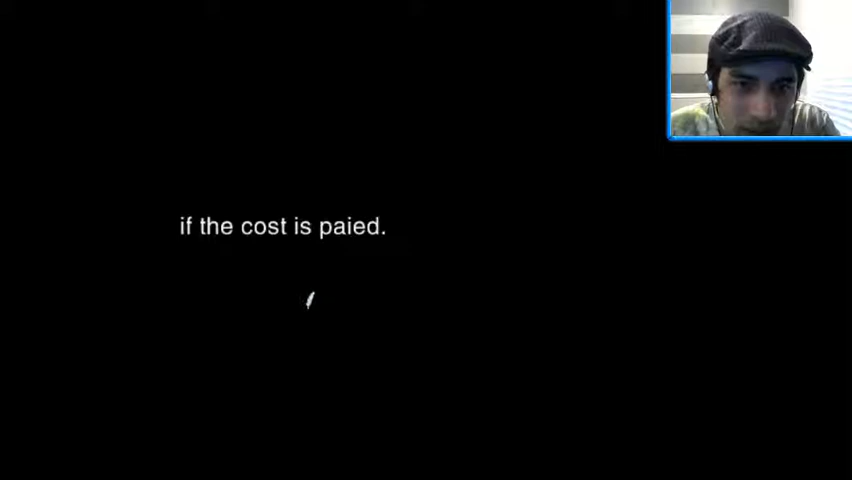 if the cost is paied.